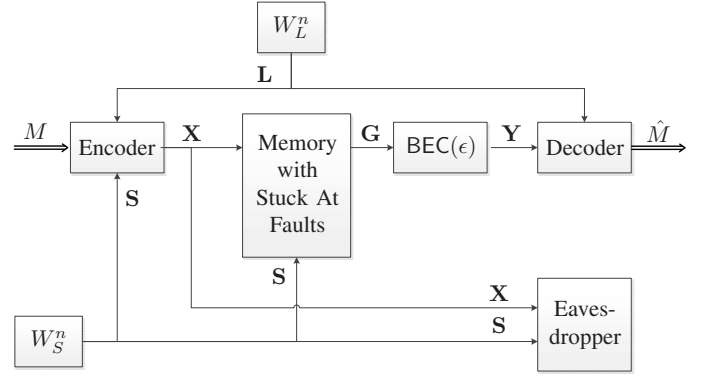 W_L^n
L
M
Encoder
X
Memory
with
Stuck At
Faults
G
BEC(ϵ)
Y
Decoder
M̂
S
S
X
W_S^n
S
Eaves-
dropper